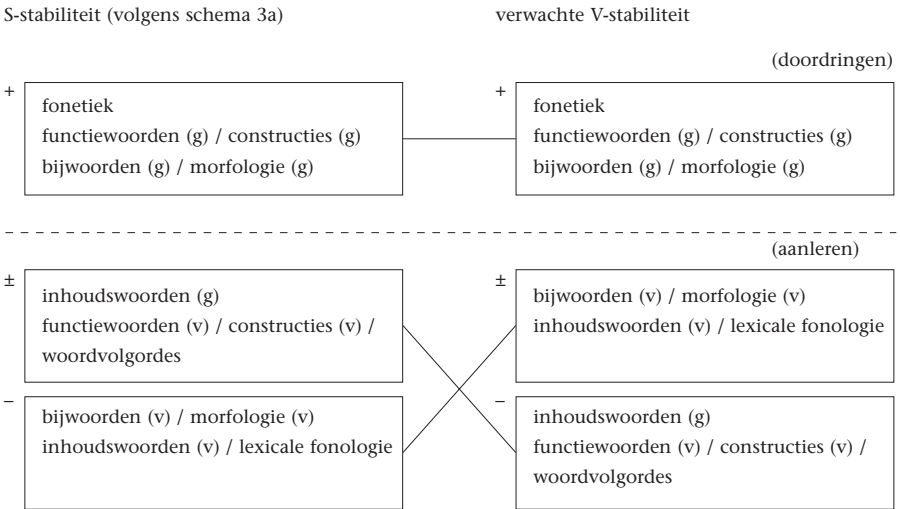 S-stabiliteit (volgens schema 3a)
verwachte V-stabiliteit
(doordringen)
+
fonetiek
functiewoorden (g) / constructies (g)
bijwoorden (g) / morfologie (g)
+
fonetiek
functiewoorden (g) / constructies (g)
bijwoorden (g) / morfologie (g)
(aanleren)
±
inhoudswoorden (g)
functiewoorden (v) / constructies (v) /
woordvolgordes
±
bijwoorden (v) / morfologie (v)
inhoudswoorden (v) / lexicale fonologie
–
bijwoorden (v) / morfologie (v)
inhoudswoorden (v) / lexicale fonologie
–
inhoudswoorden (g)
functiewoorden (v) / constructies (v) /
woordvolgordes